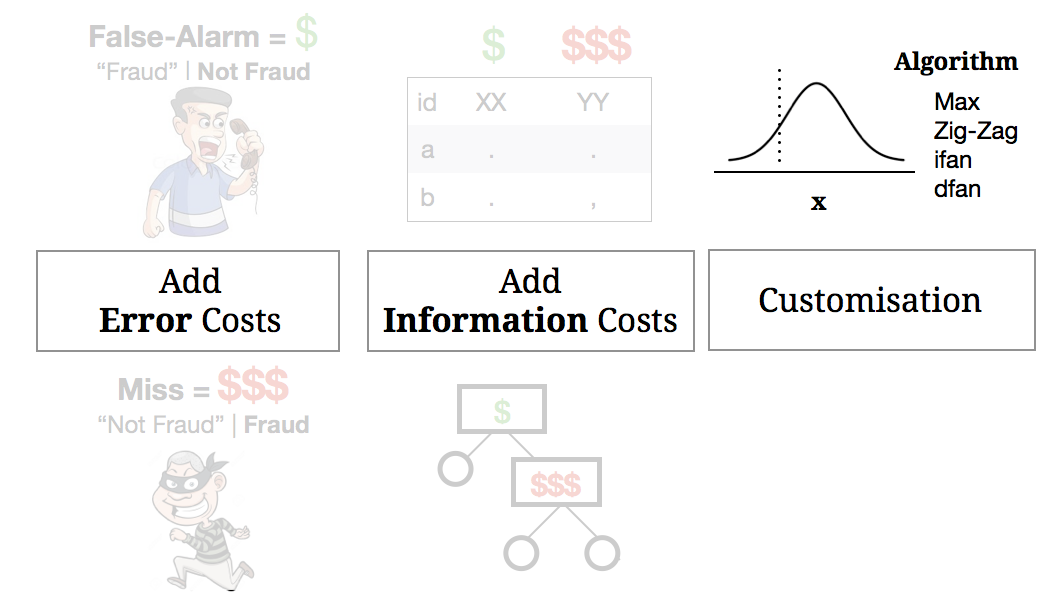 False-Alarm = $
“Fraud” | Not Fraud
$ $$$
id XX YY
a . .
b . ,
Algorithm
Max
Zig-Zag
ifan
dfan
x
Add
Error Costs
Add
Information Costs
Customisation
Miss = $$$
“Not Fraud” | Fraud
$
$$$